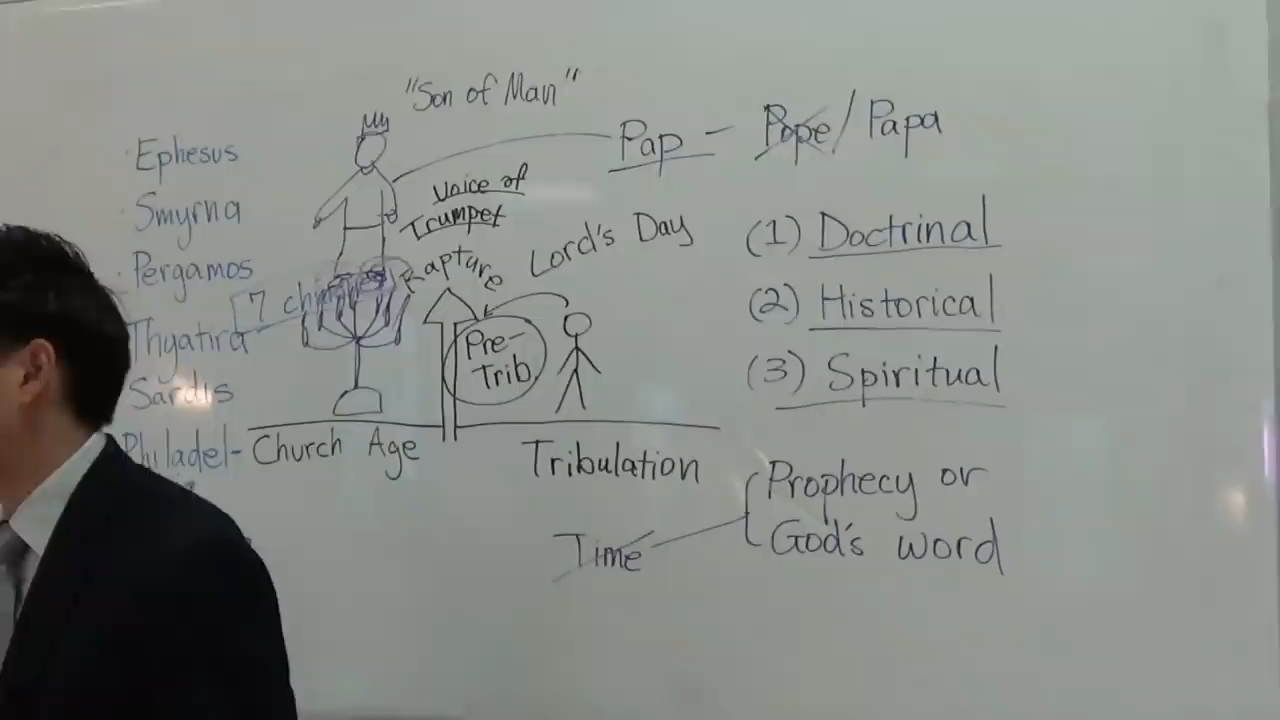 "Son of Man"
Pap - Pope / Papa
Ephesus
Smyrna
Pergamos
Thyatira
Sardis
Philadel-
7
Voice of
Trumpet
Rapture
Lord's Day
Pre-
Trib
Church Age
Tribulation
(1) Doctrinal
(2) Historical
(3) Spiritual
Time
Prophecy or
God's word